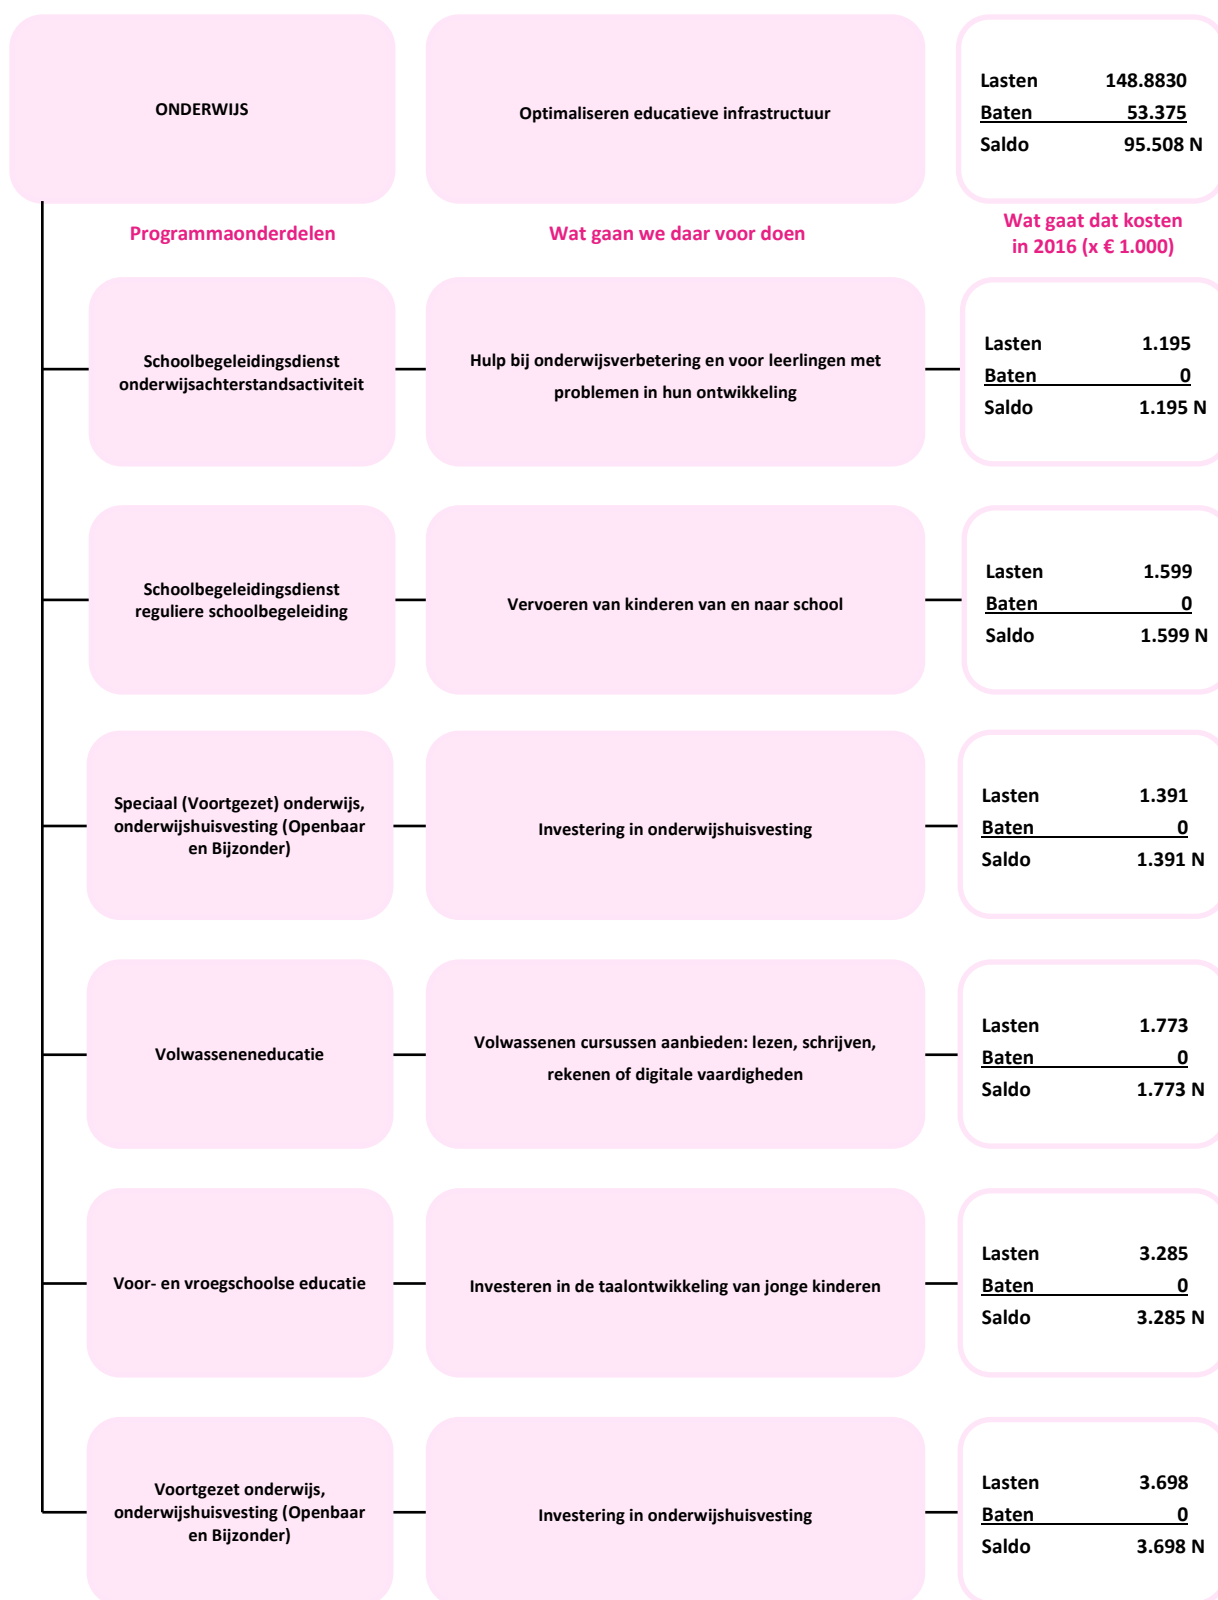 ONDERWIJS
Optimaliseren educatieve infrastructuur
Lasten 148.8830
Baten 53.375
Saldo 95.508 N
Programmaonderdelen
Wat gaan we daar voor doen
Wat gaat dat kosten
in 2016 (x € 1.000)
Schoolbegeleidingsdienst
onderwijsachterstandsactiviteit
Hulp bij onderwijsverbetering en voor leerlingen met
problemen in hun ontwikkeling
Lasten 1.195
Baten 0
Saldo 1.195 N
Schoolbegeleidingsdienst
reguliere schoolbegeleiding
Vervoeren van kinderen van en naar school
Lasten 1.599
Baten 0
Saldo 1.599 N
Speciaal (Voortgezet) onderwijs,
onderwijshuisvesting (Openbaar
en Bijzonder)
Investering in onderwijshuisvesting
Lasten 1.391
Baten 0
Saldo 1.391 N
Volwasseneneducatie
Volwassenen cursussen aanbieden: lezen, schrijven,
rekenen of digitale vaardigheden
Lasten 1.773
Baten 0
Saldo 1.773 N
Voor- en vroegschoolse educatie
Investeren in de taalontwikkeling van jonge kinderen
Lasten 3.285
Baten 0
Saldo 3.285 N
Voortgezet onderwijs,
onderwijshuisvesting (Openbaar
en Bijzonder)
Investering in onderwijshuisvesting
Lasten 3.698
Baten 0
Saldo 3.698 N